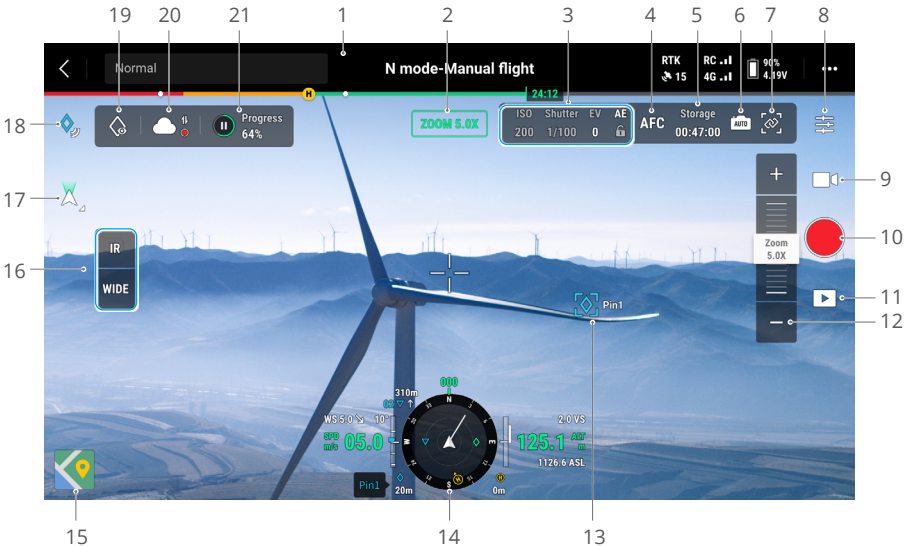 19 20 21 1 2 3 4 5 6 7 8
Normal
N mode-Manual flight
RTK
15
RC
4G
90%
4.19V
H
24:12
18
Progress
64%
ZOOM 5.0X
ISO Shutter EV AE
200 1/100 0
AFC
Storage
00:47:00
AUTO
17
+
9
16
IR
WIDE
Zoom
5.0X
10
Pin1
11
−
12
310m
000
N
WS 5.0 10°
SPD
m/s
05.0
W
E
S
2.0 VS
125.1
ALT
m
1126.6 ASL
Pin1
20m
H
0m
15 14 13